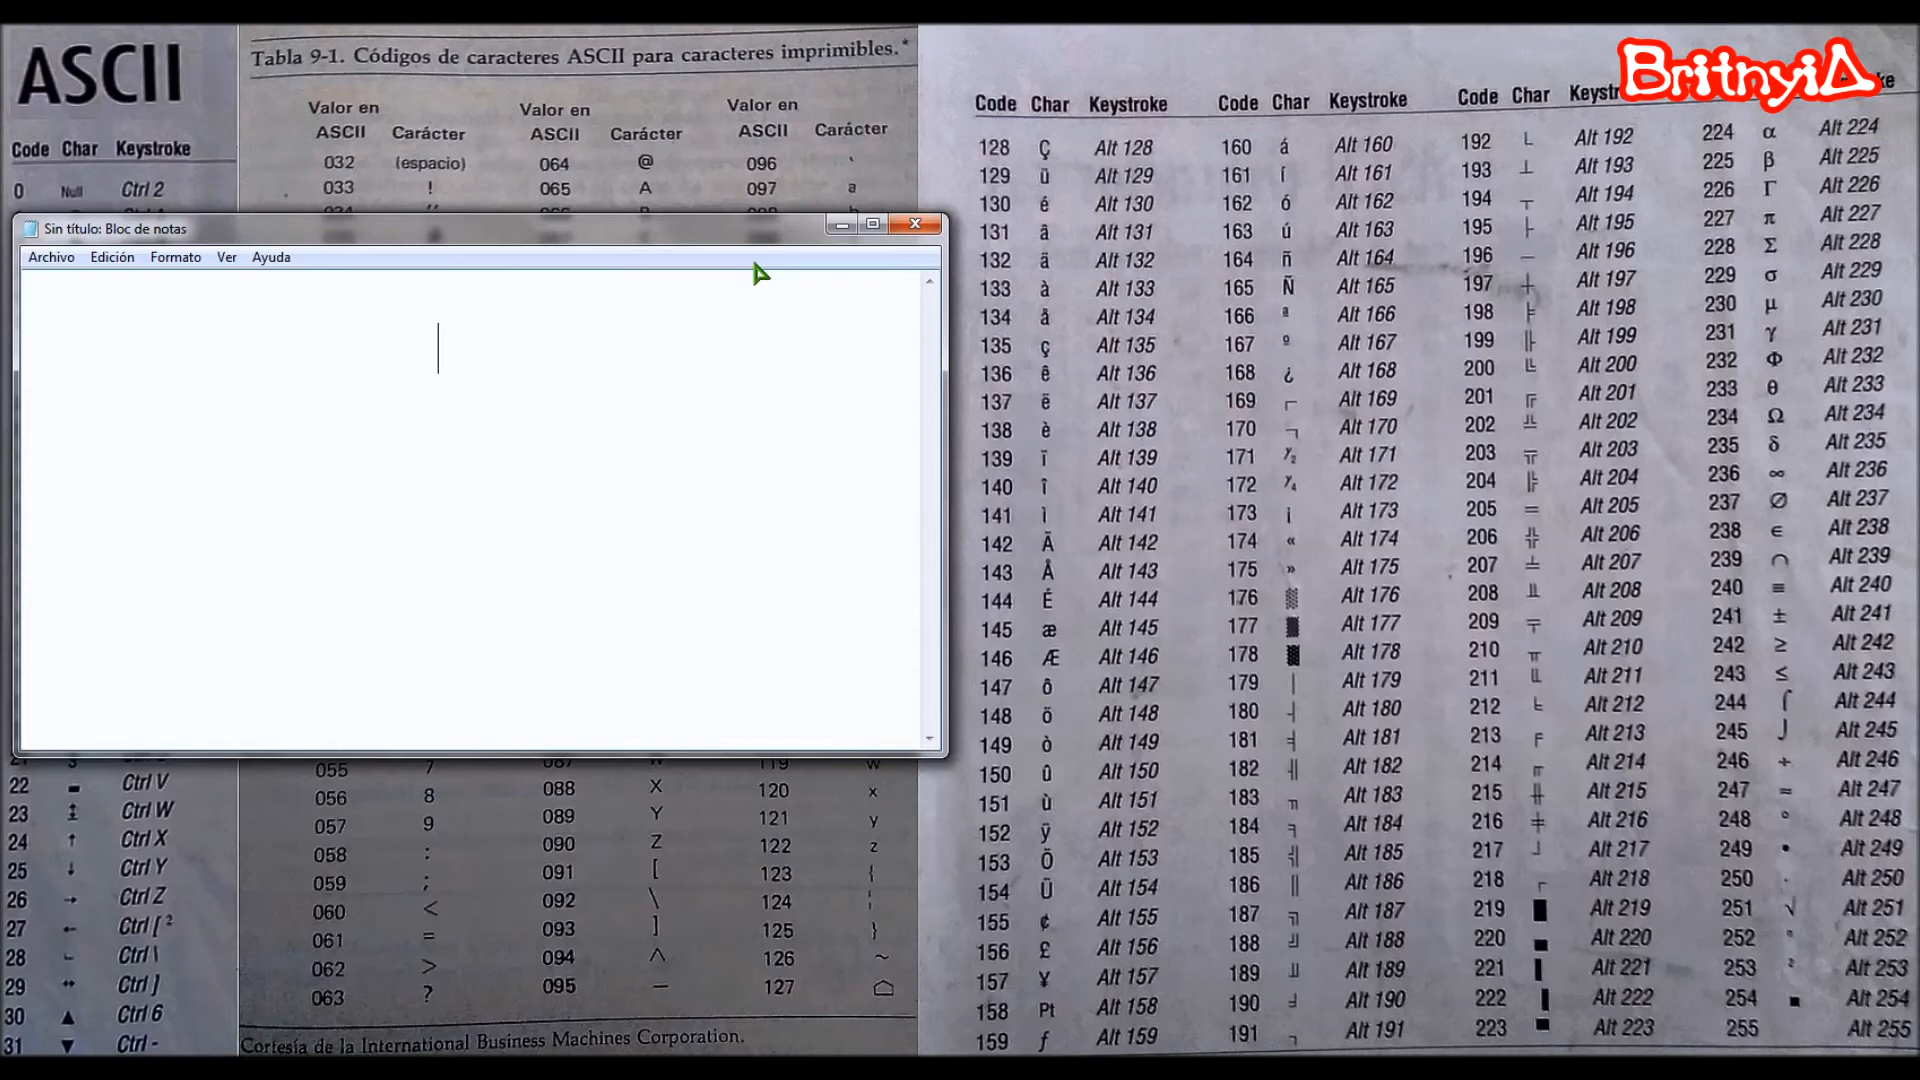 BritnyiΔ
ASCII
Code Char Keystroke
0 Null Ctrl 2
22 ▬ Ctrl V
23 ↨ Ctrl W
24 ↑ Ctrl X
25 ↓ Ctrl Y
26 → Ctrl Z
27 ← Ctrl [ ²
28 ∟ Ctrl \
29 ↔ Ctrl ]
30 ▲ Ctrl 6
31 ▼ Ctrl -
Tabla 9-1. Códigos de caracteres ASCII para caracteres imprimibles.*
Valor en Valor en Valor en
ASCII Carácter ASCII Carácter ASCII Carácter
032 (espacio) 064 @ 096 `
033 ! 065 A 097 a
Sin título: Bloc de notas
Archivo Edición Formato Ver Ayuda
055 7 087 W 119 w
056 8 088 X 120 x
057 9 089 Y 121 y
058 : 090 Z 122 z
059 ; 091 [ 123 {
060 < 092 \ 124 ¦
061 = 093 ] 125 }
062 > 094 ^ 126 ~
063 ? 095 — 127 ⌂
Cortesía de la International Business Machines Corporation.
Code Char Keystroke Code Char Keystroke Code Char
128 Ç Alt 128 160 á Alt 160 192 └ Alt 192 224 α Alt 224
129 ü Alt 129 161 í Alt 161 193 ┴ Alt 193 225 β Alt 225
130 é Alt 130 162 ó Alt 162 194 ┬ Alt 194 226 Γ Alt 226
131 â Alt 131 163 ú Alt 163 195 ├ Alt 195 227 π Alt 227
132 ä Alt 132 164 ñ Alt 164 196 ─ Alt 196 228 Σ Alt 228
133 à Alt 133 165 Ñ Alt 165 197 ┼ Alt 197 229 σ Alt 229
134 å Alt 134 166 ª Alt 166 198 ╞ Alt 198 230 µ Alt 230
135 ç Alt 135 167 º Alt 167 199 ╟ Alt 199 231 γ Alt 231
136 ê Alt 136 168 ¿ Alt 168 200 ╚ Alt 200 232 Φ Alt 232
137 ë Alt 137 169 ⌐ Alt 169 201 ╔ Alt 201 233 θ Alt 233
138 è Alt 138 170 ¬ Alt 170 202 ╩ Alt 202 234 Ω Alt 234
139 ï Alt 139 171 ½ Alt 171 203 ╦ Alt 203 235 δ Alt 235
140 î Alt 140 172 ¼ Alt 172 204 ╠ Alt 204 236 ∞ Alt 236
141 ì Alt 141 173 ¡ Alt 173 205 = Alt 205 237 ∅ Alt 237
142 Ä Alt 142 174 « Alt 174 206 ╬ Alt 206 238 ∈ Alt 238
143 Å Alt 143 175 » Alt 175 207 ╧ Alt 207 239 ∩ Alt 239
144 É Alt 144 176 ░ Alt 176 208 ╨ Alt 208 240 ≡ Alt 240
145 æ Alt 145 177 ▒ Alt 177 209 ╤ Alt 209 241 ± Alt 241
146 Æ Alt 146 178 ▓ Alt 178 210 ╥ Alt 210 242 ≥ Alt 242
147 ô Alt 147 179 │ Alt 179 211 ╙ Alt 211 243 ≤ Alt 243
148 ö Alt 148 180 ┤ Alt 180 212 ╘ Alt 212 244 ⌠ Alt 244
149 ò Alt 149 181 ╡ Alt 181 213 ╒ Alt 213 245 ⌡ Alt 245
150 û Alt 150 182 ╢ Alt 182 214 ╓ Alt 214 246 + Alt 246
151 ù Alt 151 183 ╖ Alt 183 215 ╫ Alt 215 247 ≈ Alt 247
152 ÿ Alt 152 184 ╕ Alt 184 216 ╪ Alt 216 248 ° Alt 248
153 Ö Alt 153 185 ╣ Alt 185 217 ┘ Alt 217 249 • Alt 249
154 Ü Alt 154 186 ║ Alt 186 218 ┌ Alt 218 250 · Alt 250
155 ¢ Alt 155 187 ╗ Alt 187 219 █ Alt 219 251 √ Alt 251
156 £ Alt 156 188 ╝ Alt 188 220 ▄ Alt 220 252 ⁿ Alt 252
157 ¥ Alt 157 189 ╜ Alt 189 221 ▌ Alt 221 253 ² Alt 253
158 Pt Alt 158 190 ╛ Alt 190 222 ▐ Alt 222 254 ■ Alt 254
159 ƒ Alt 159 191 ┐ Alt 191 223 ▀ Alt 223 255 Alt 255